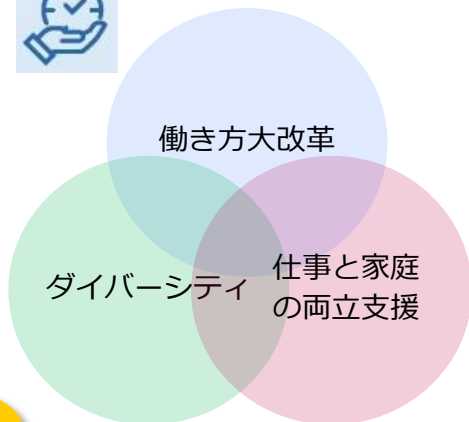 働き方大改革
ダイバーシティ
仕事と家庭
の両立支援